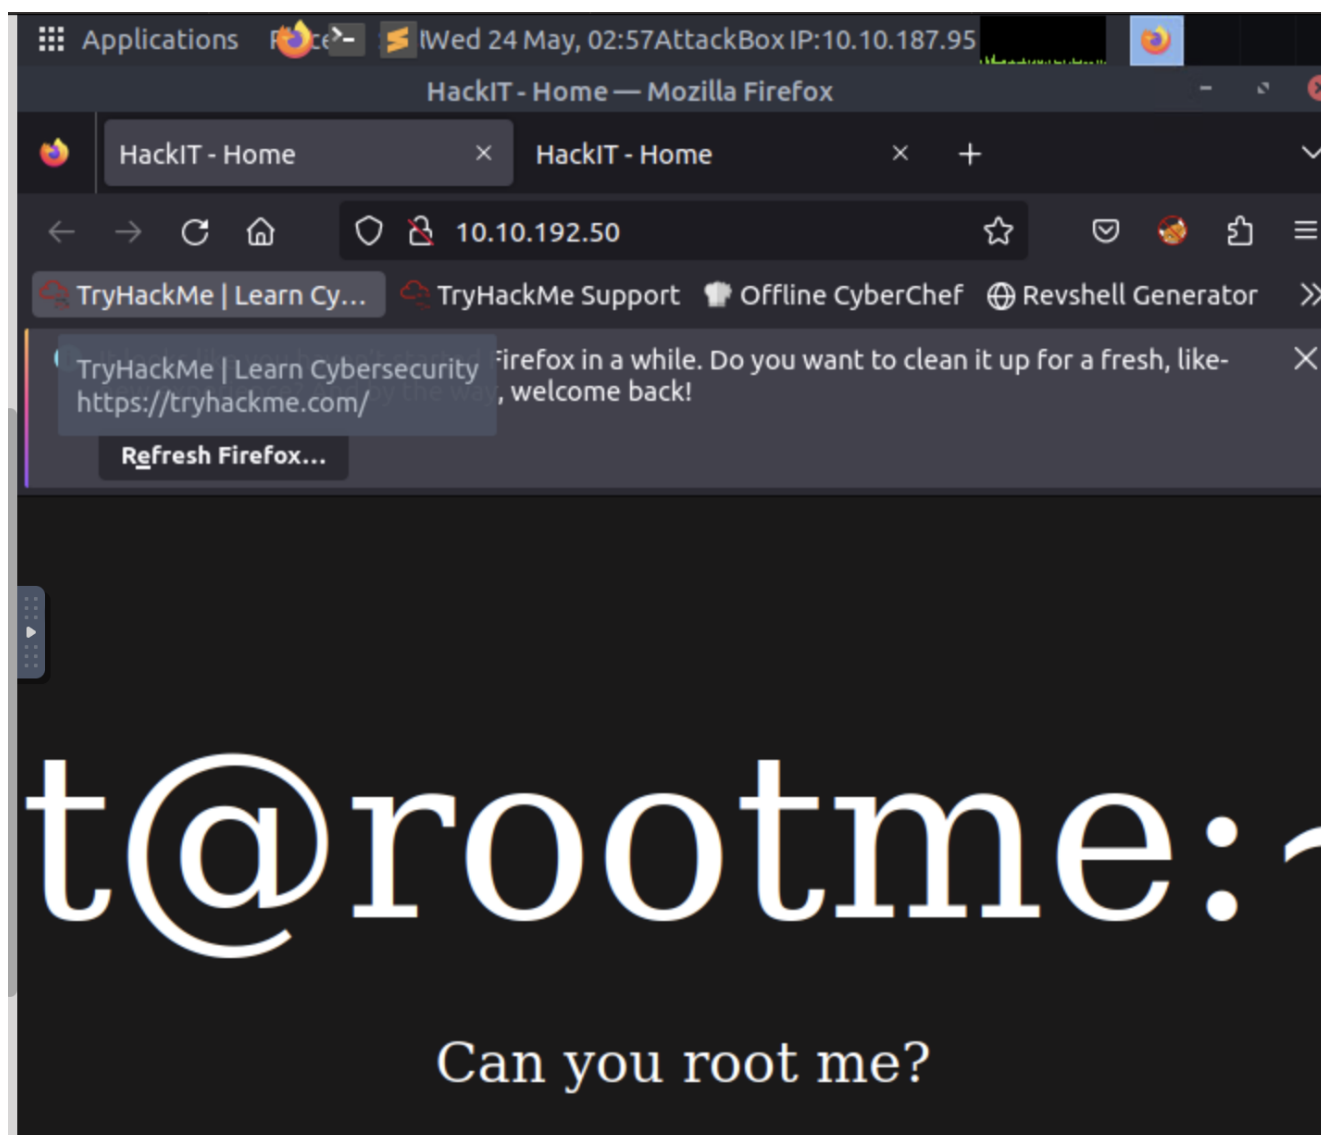 Applications Wed 24 May, 02:57 AttackBox IP:10.10.187.95
HackIT - Home — Mozilla Firefox
HackIT - Home HackIT - Home
10.10.192.50
TryHackMe | Learn Cy... TryHackMe Support Offline CyberChef Revshell Generator
Firefox in a while. Do you want to clean it up for a fresh, like-
TryHackMe | Learn Cybersecurity
, welcome back!
https://tryhackme.com/
Refresh Firefox...
t@rootme:~
Can you root me?